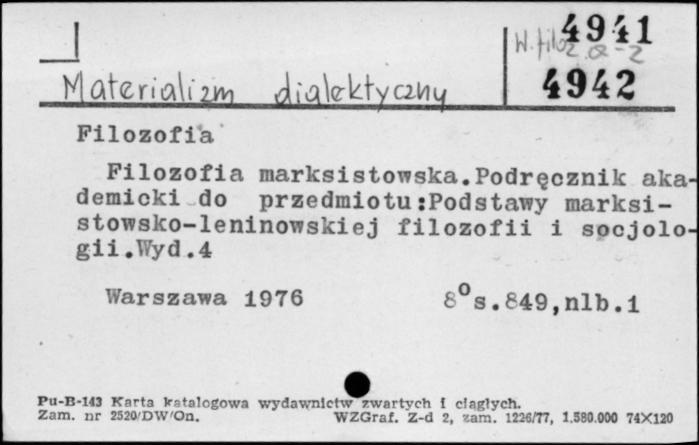 4941
W. filoz. a-z
Materializm dialektyczny
4942
Filozofia
Filozofia marksistowska.Podręcznik aka-
demicki do przedmiotu:Podstawy marksi-
stowsko-leninowskiej filozofii i socjolo-
gii.Wyd.4
Warszawa 1976 8°s.849,nlb.1
Pu-B-143 Karta katalogowa wydawnictw zwartych i ciągłych.
Zam. nr 2520/DW/On. WZGraf. Z-d 2, zam. 1226/77, 1.580.000 74X120